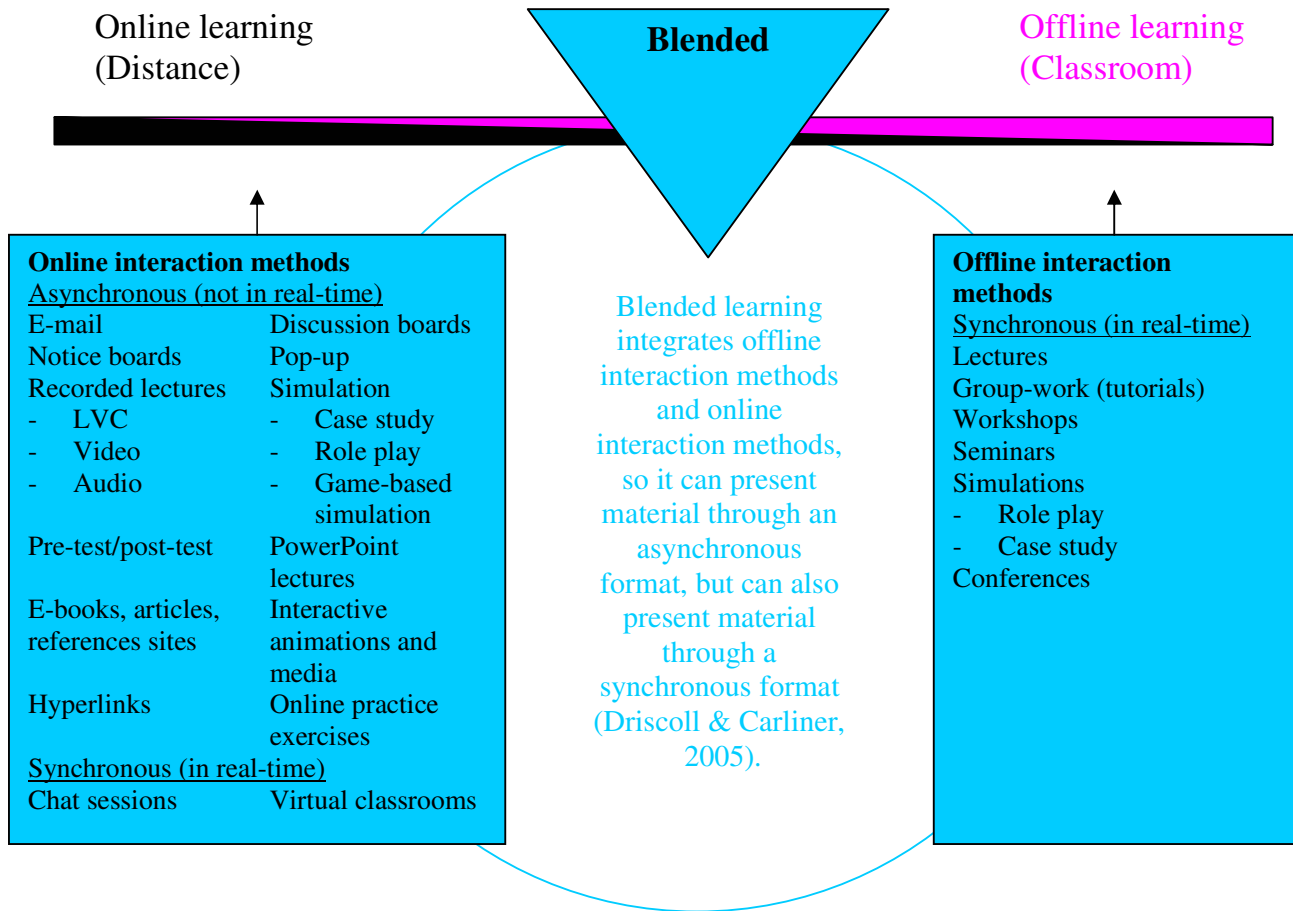 Online learning
(Distance)
Blended
Offline learning
(Classroom)
Online interaction methods
Asynchronous (not in real-time)
E-mail Discussion boards
Notice boards Pop-up
Recorded lectures Simulation
- LVC - Case study
- Video - Role play
- Audio - Game-based
simulation
Pre-test/post-test PowerPoint
lectures
E-books, articles, Interactive
references sites animations and
media
Hyperlinks Online practice
exercises
Synchronous (in real-time)
Chat sessions Virtual classrooms
Blended learning
integrates offline
interaction methods
and online
interaction methods,
so it can present
material through an
asynchronous
format, but can also
present material
through a
synchronous format
(Driscoll & Carliner,
2005).
Offline interaction
methods
Synchronous (in real-time)
Lectures
Group-work (tutorials)
Workshops
Seminars
Simulations
- Role play
- Case study
Conferences